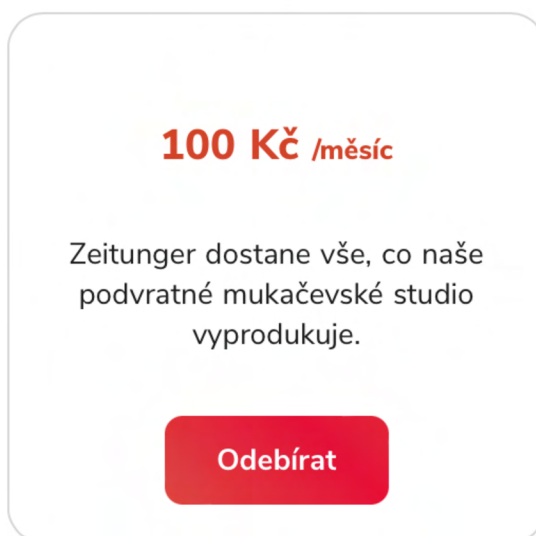 100 Kč /měsíc
Zeitunger dostane vše, co naše
podvratné mukačevské studio
vyprodukuje.
Odebírat